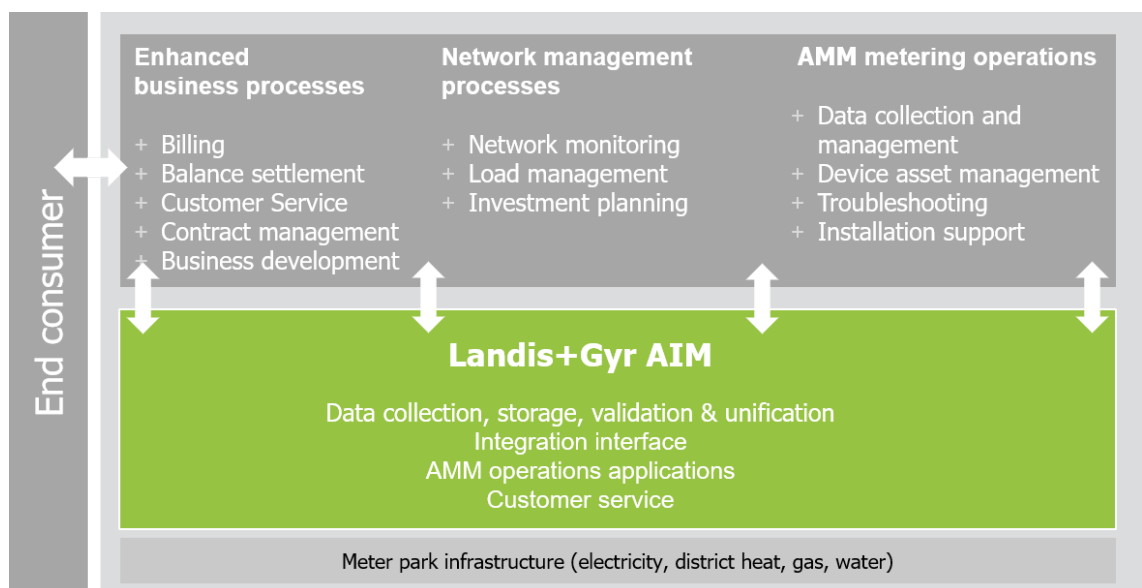 End consumer
Enhanced
business processes
+ Billing
+ Balance settlement
+ Customer Service
+ Contract management
+ Business development
Network management
processes
+ Network monitoring
+ Load management
+ Investment planning
AMM metering operations
+ Data collection and
management
+ Device asset management
+ Troubleshooting
+ Installation support
Landis+Gyr AIM
Data collection, storage, validation & unification
Integration interface
AMM operations applications
Customer service
Meter park infrastructure (electricity, district heat, gas, water)